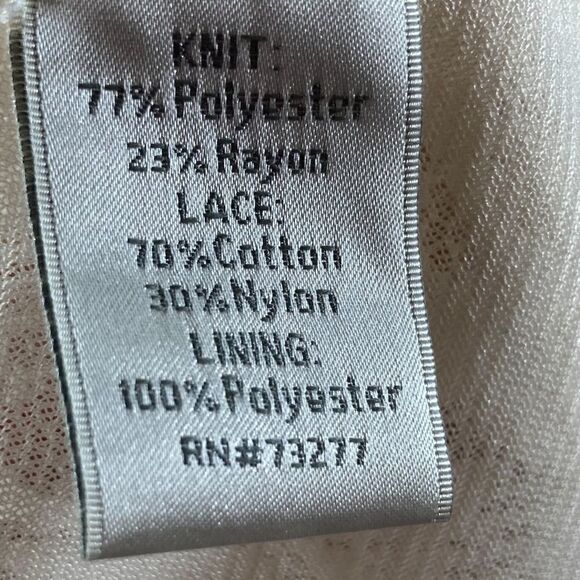 KNIT:
77% Polyester
23% Rayon
LACE:
70% Cotton
30% Nylon
LINING:
100% Polyester
RN#73277